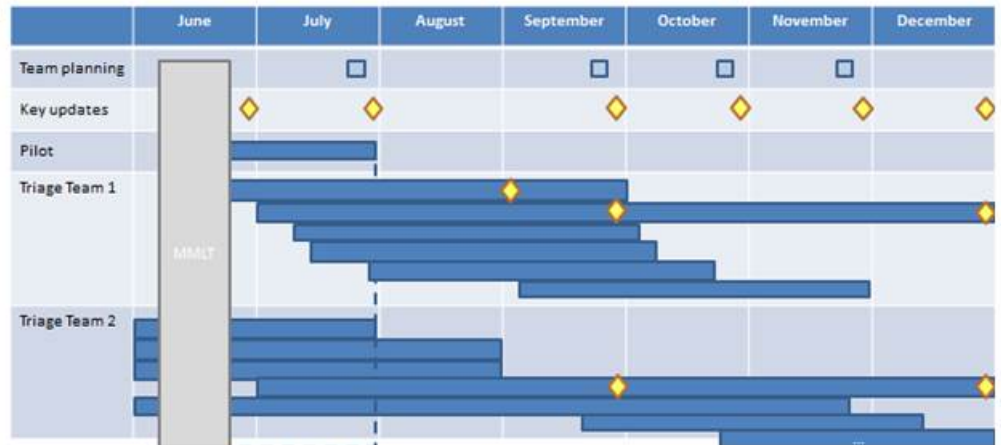 June July August September October November December
Team planning
Key updates
Pilot
Triage Team 1
MMLT
Triage Team 2
...